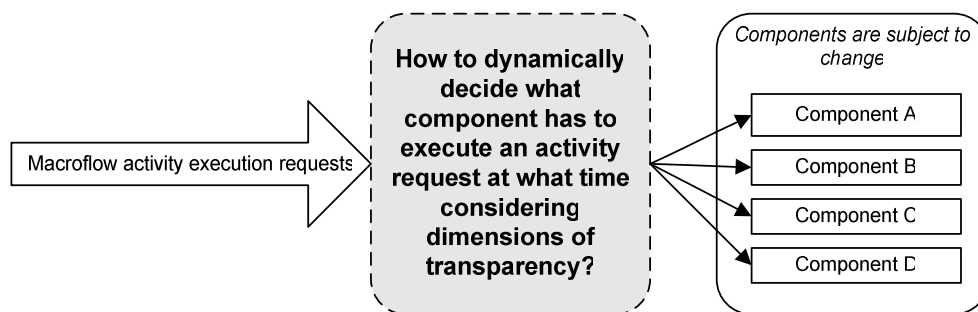 Macroflow activity execution requests
How to dynamically
decide what
component has to
execute an activity
request at what time
considering
dimensions of
transparency?
Components are subject to
change
Component A
Component B
Component C
Component D